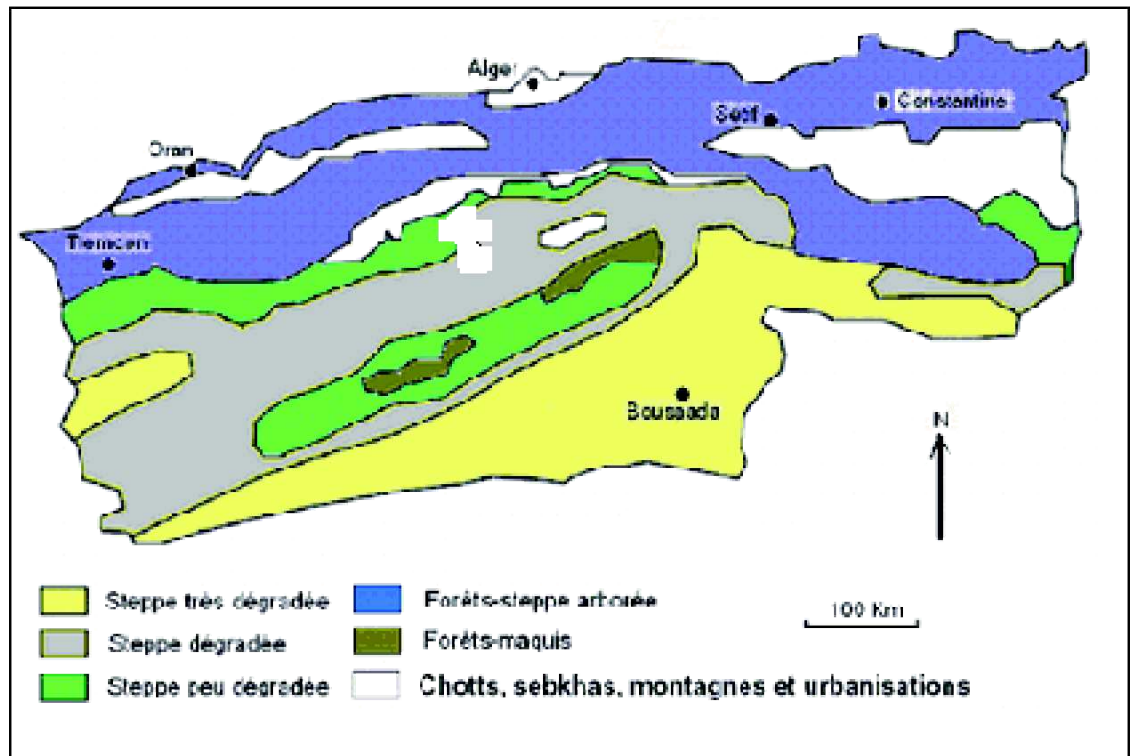 Alger
Constantine
Setif
Oran
Tlemcen
Bousaada
N
Steppe très dégradée
Forêts-steppe arborée
100 Km
Steppe dégradée
Forêts-maquis
Steppe peu dégradée
Chotts, sebkhas, montagnes et urbanisations